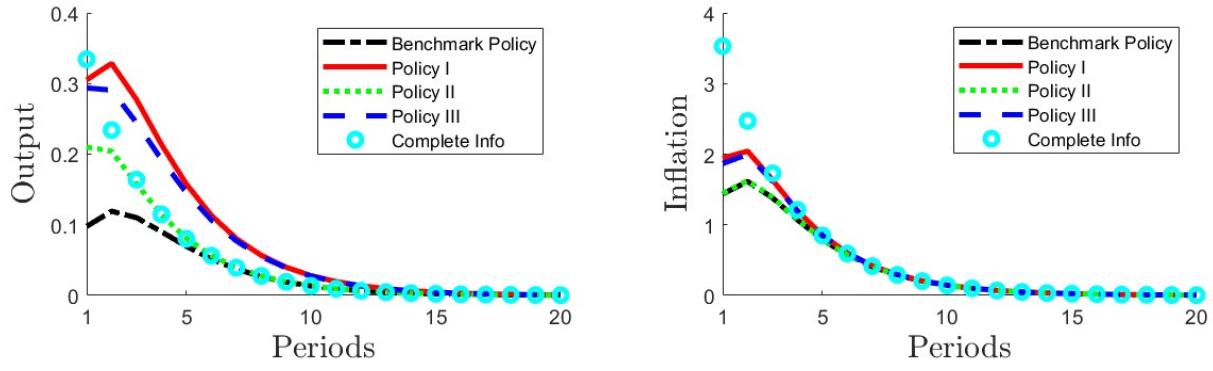 0.4
0.3
0.2
0.1
0
Output
1 5 10 15 20
Periods
Benchmark Policy
Policy I
Policy II
Policy III
Complete Info
4
3
2
1
0
Inflation
1 5 10 15 20
Periods
Benchmark Policy
Policy I
Policy II
Policy III
Complete Info